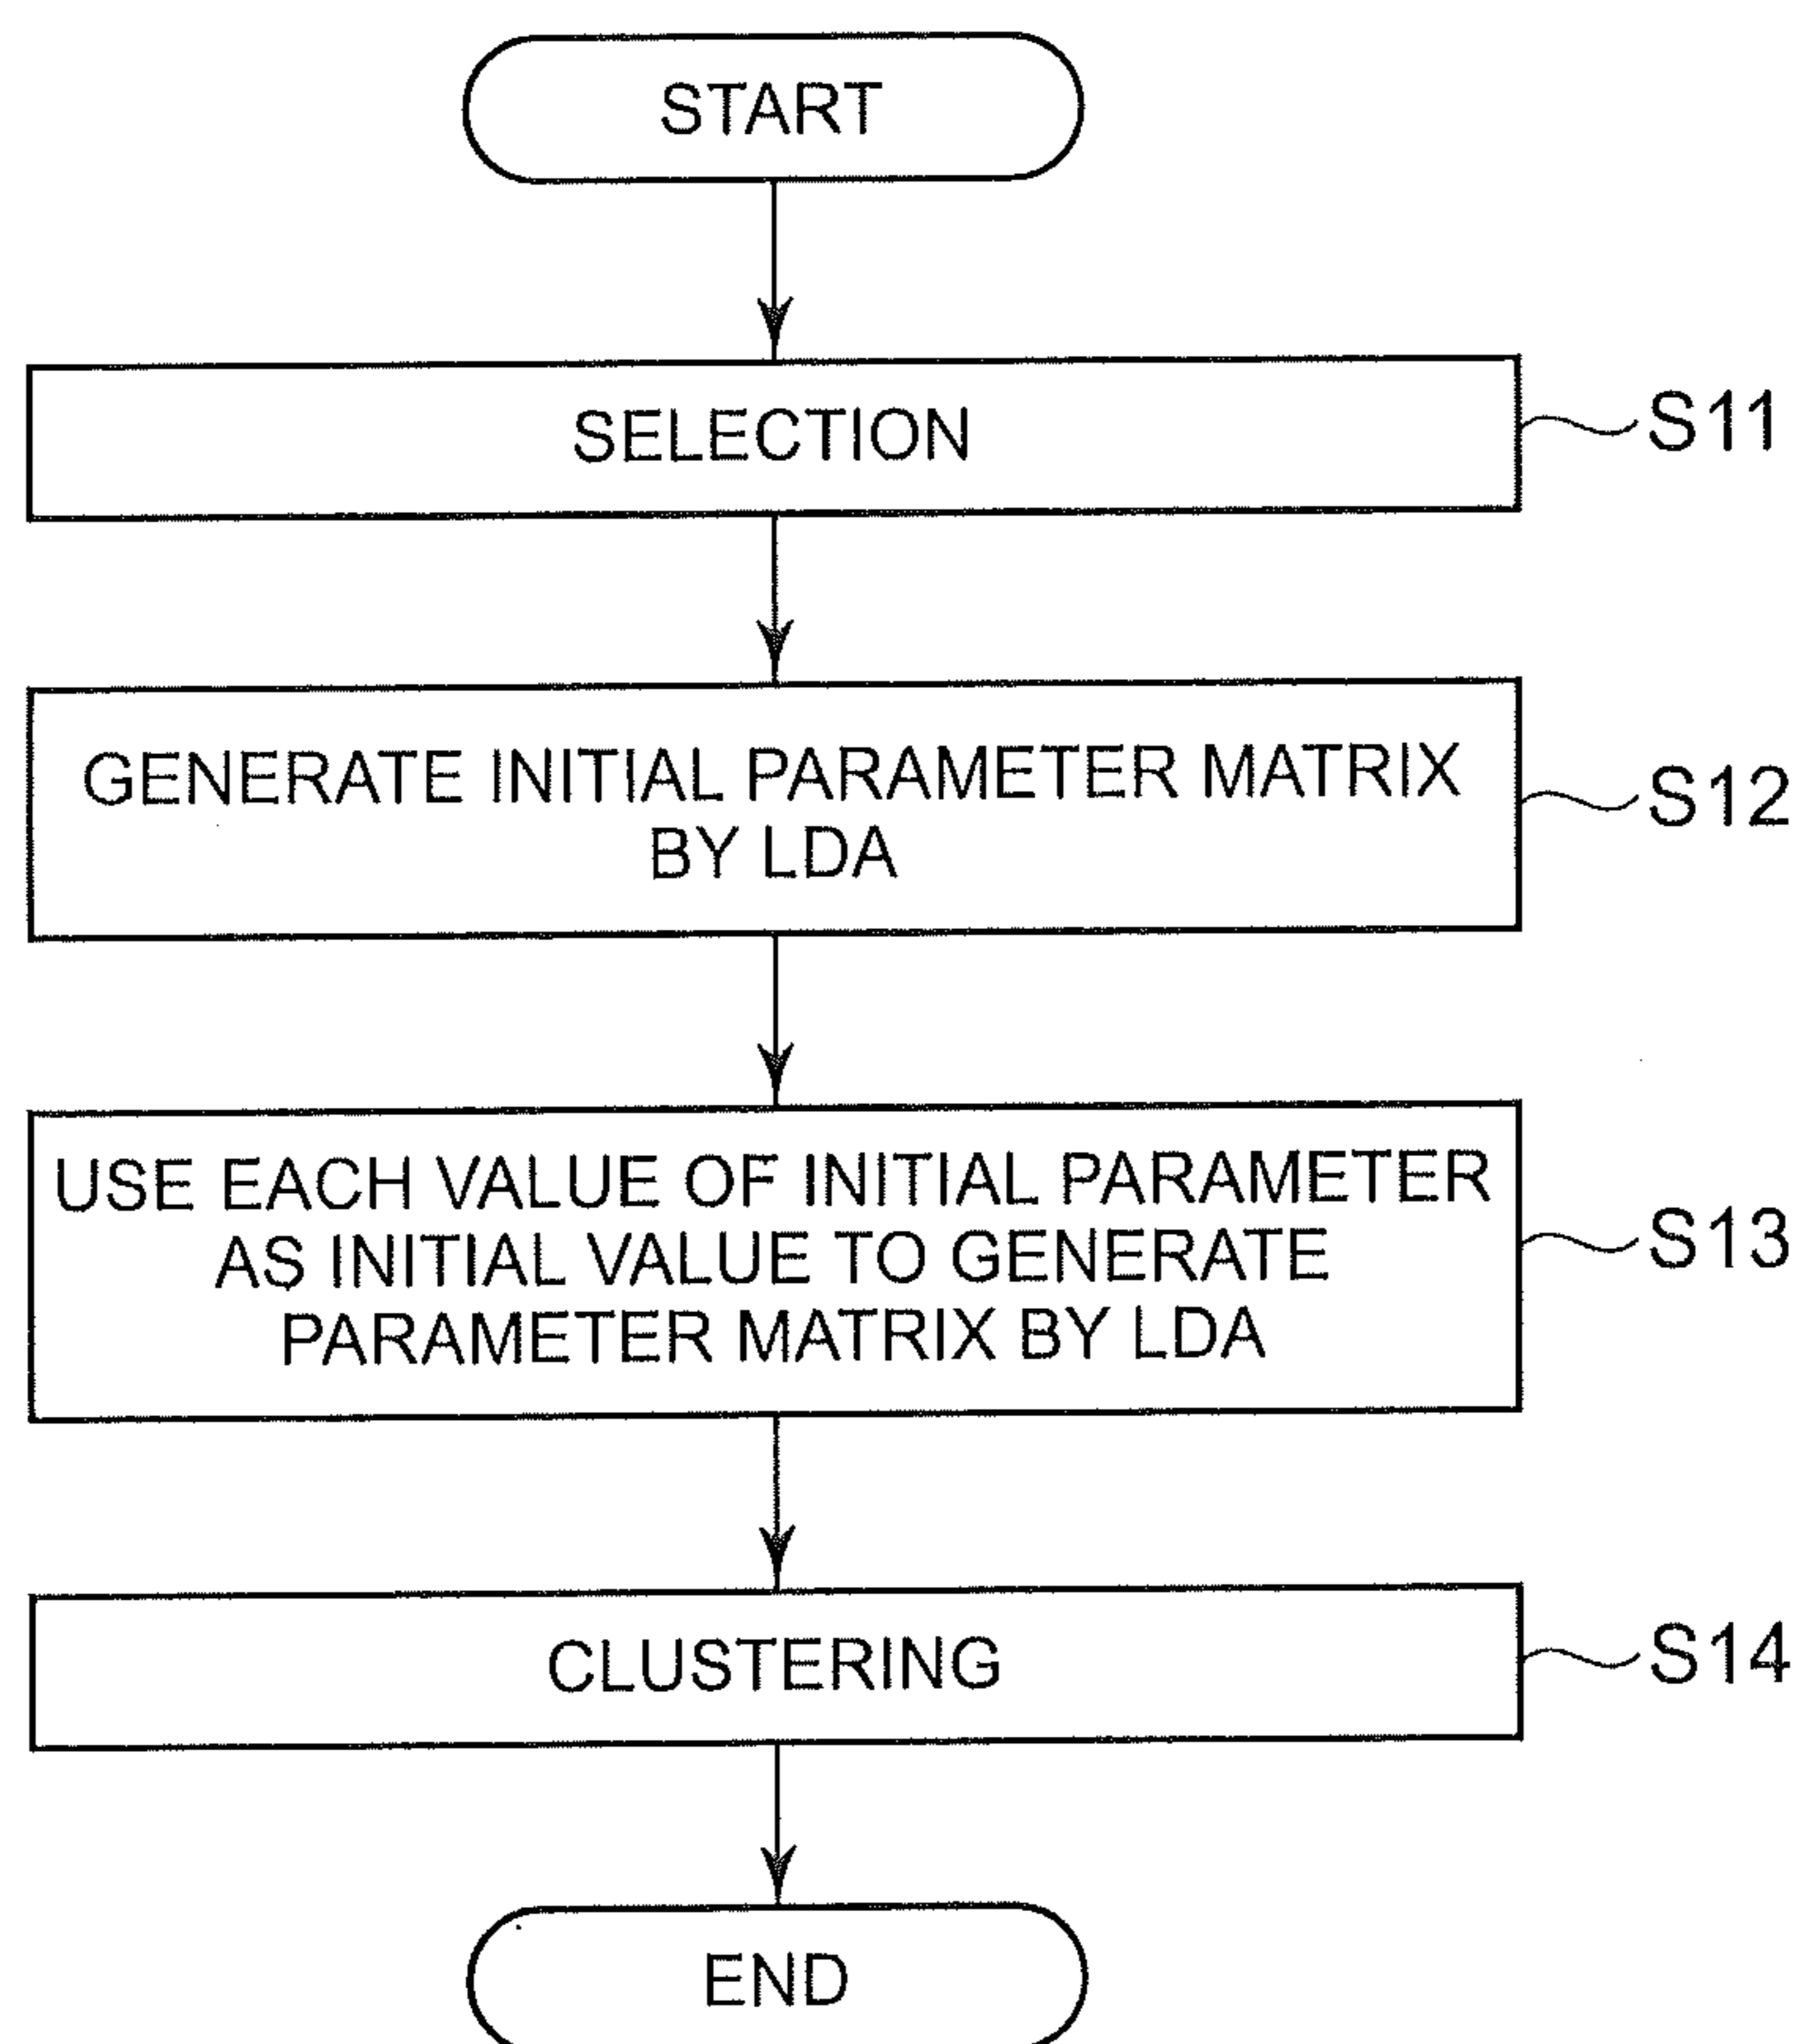 START
SELECTION
S11
GENERATE INITIAL PARAMETER MATRIX
BY LDA
S12
USE EACH VALUE OF INITIAL PARAMETER
AS INITIAL VALUE TO GENERATE
PARAMETER MATRIX BY LDA
S13
CLUSTERING
S14
END